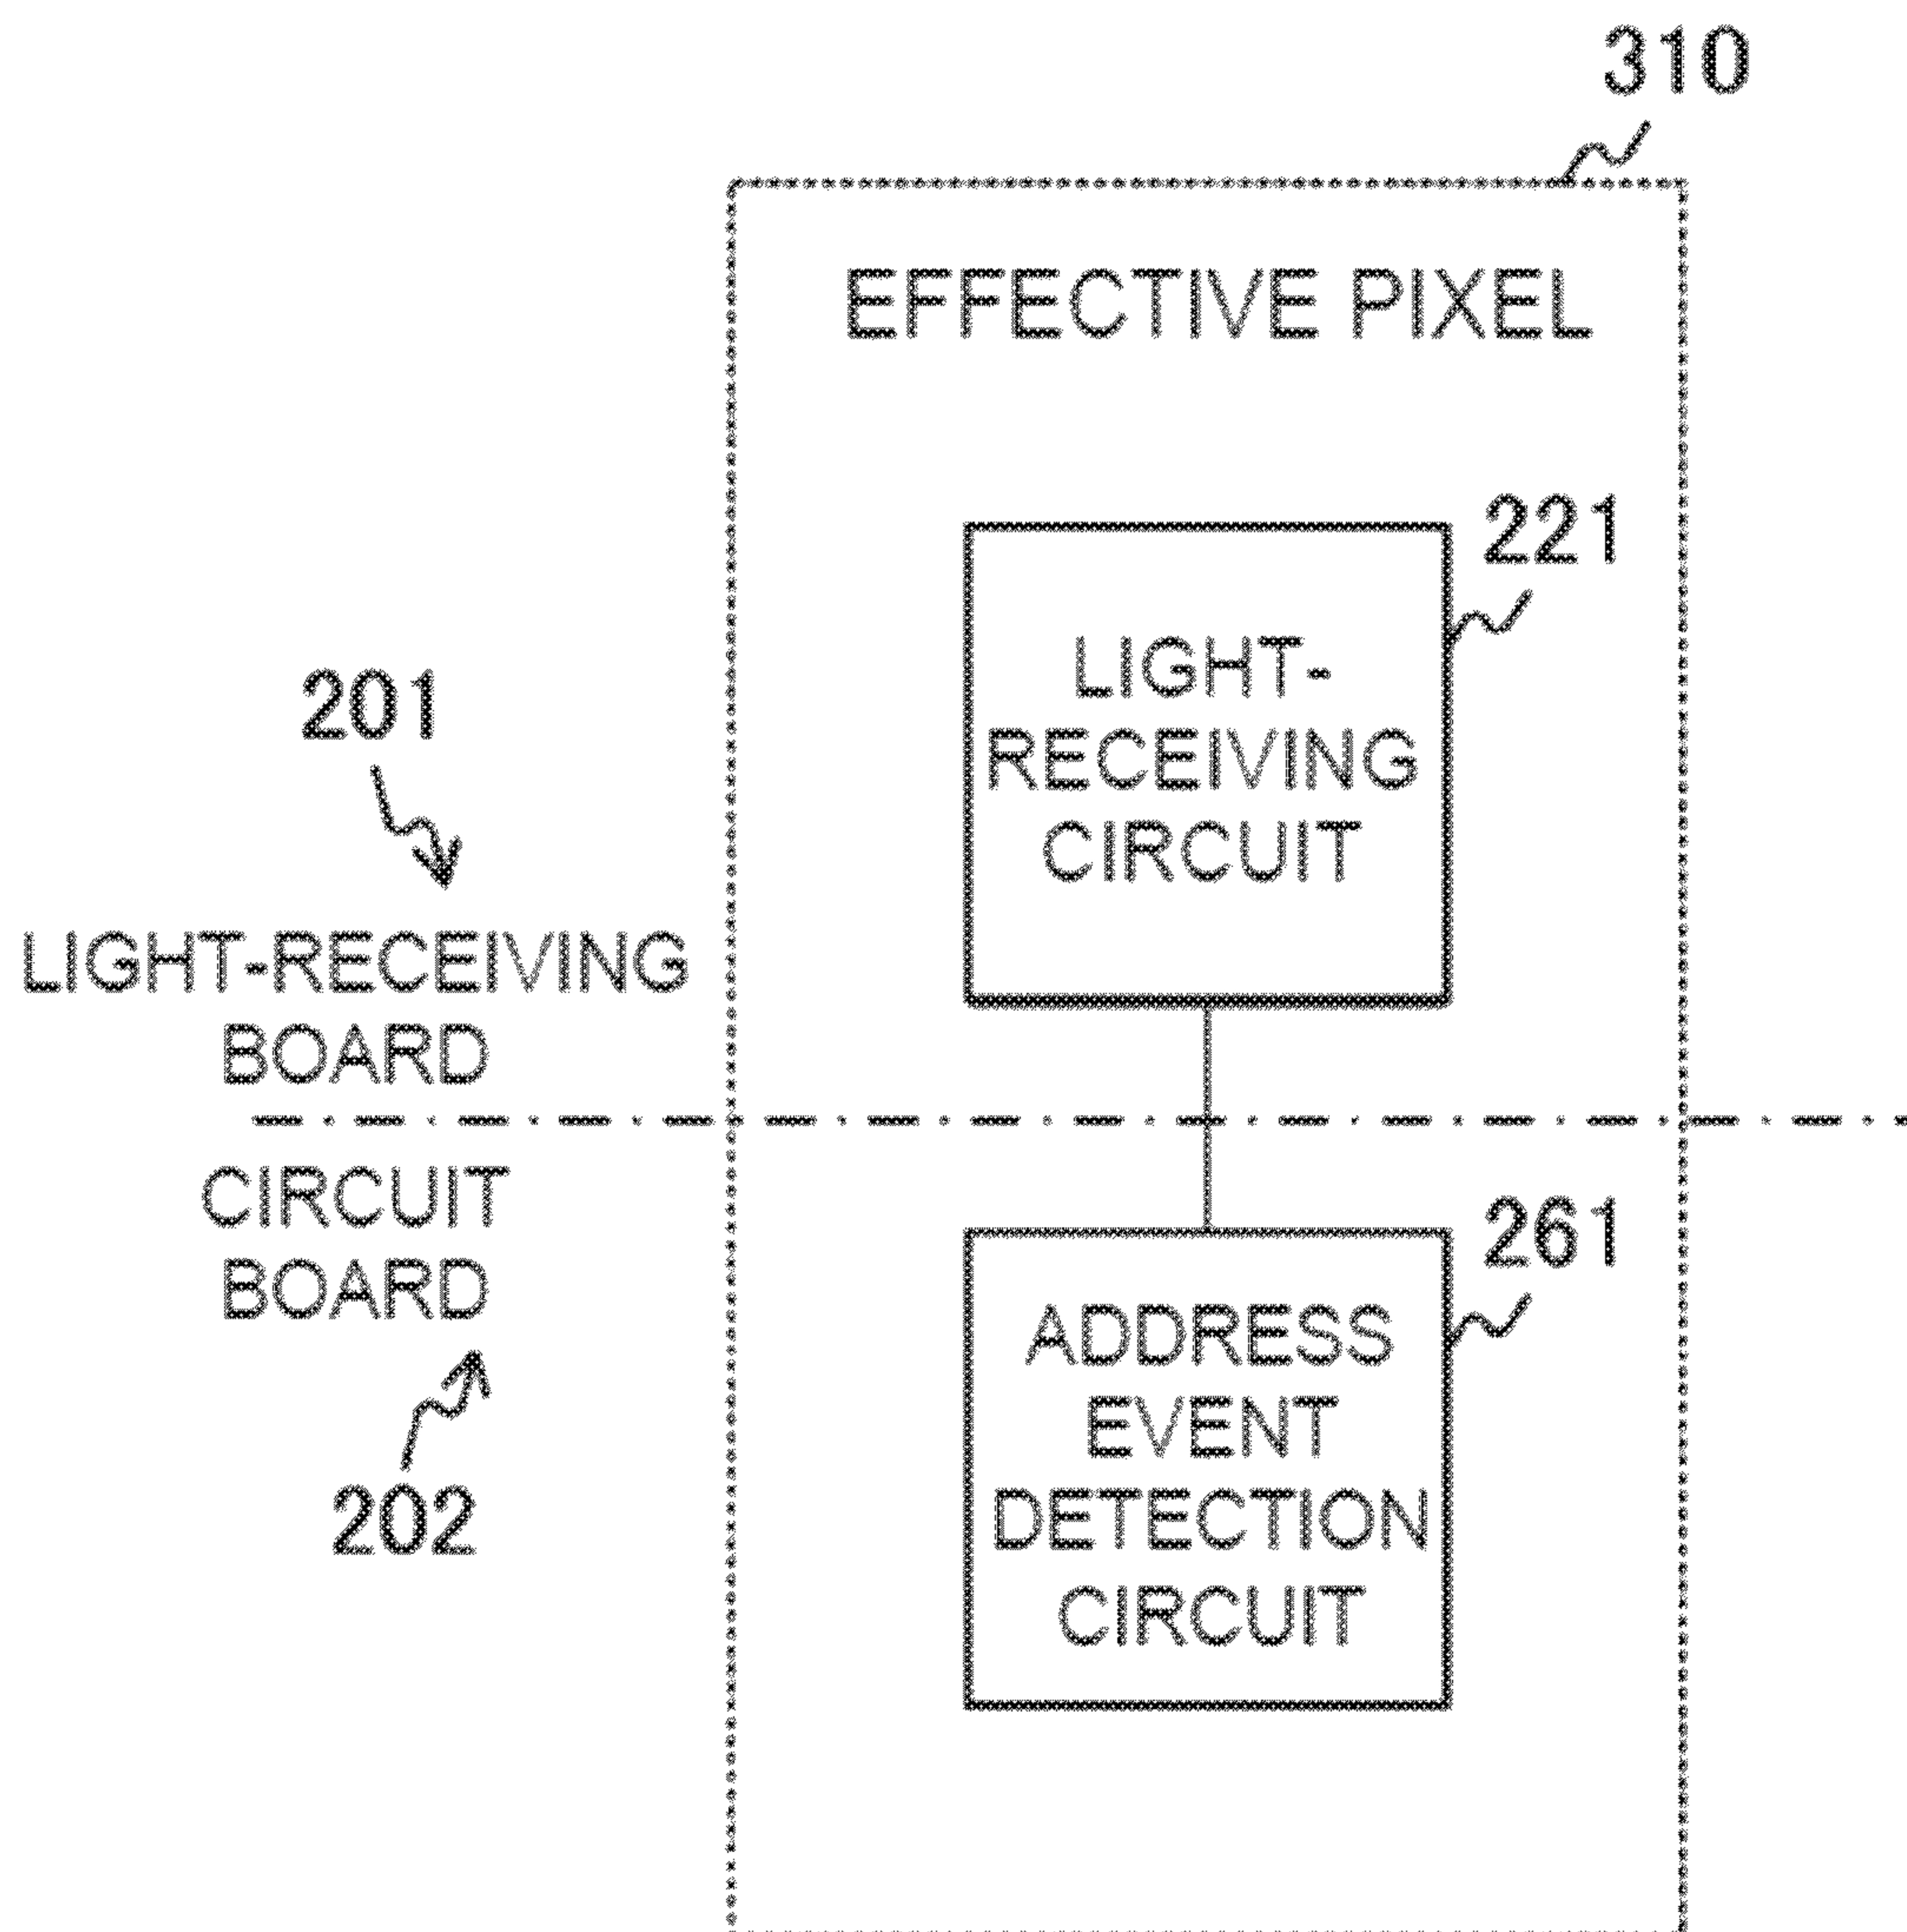 310
EFFECTIVE PIXEL
221
LIGHT-
RECEIVING
CIRCUIT
201
LIGHT-RECEIVING
BOARD
CIRCUIT
BOARD
202
261
ADDRESS
EVENT
DETECTION
CIRCUIT